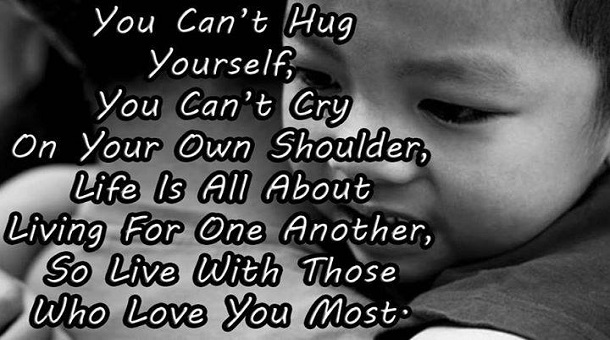 You Can't Hug
Yourself,
You Can't Cry
On Your Own Shoulder,
Life Is All About
Living For One Another,
So Live With Those
Who Love You Most.